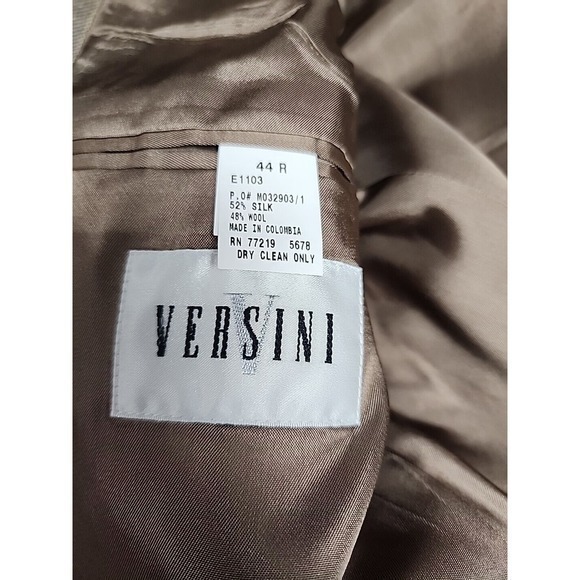 44 R
E1103
P.O# M032903/1
52% SILK
48% WOOL
MADE IN COLOMBIA
RN 77219 5678
DRY CLEAN ONLY
V
VERSINI